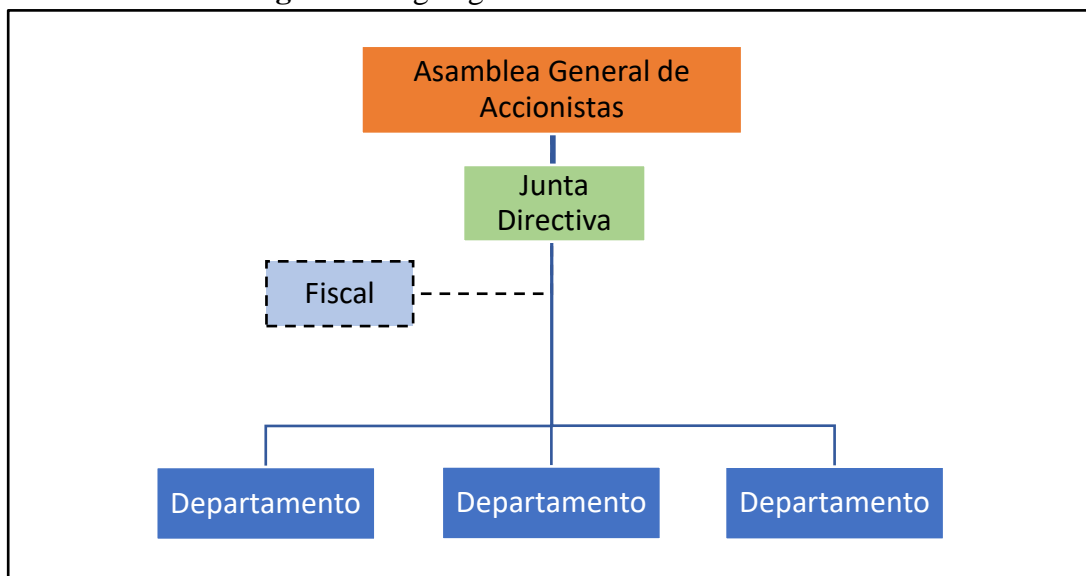 Asamblea General de
Accionistas
Junta
Directiva
Fiscal
Departamento
Departamento
Departamento